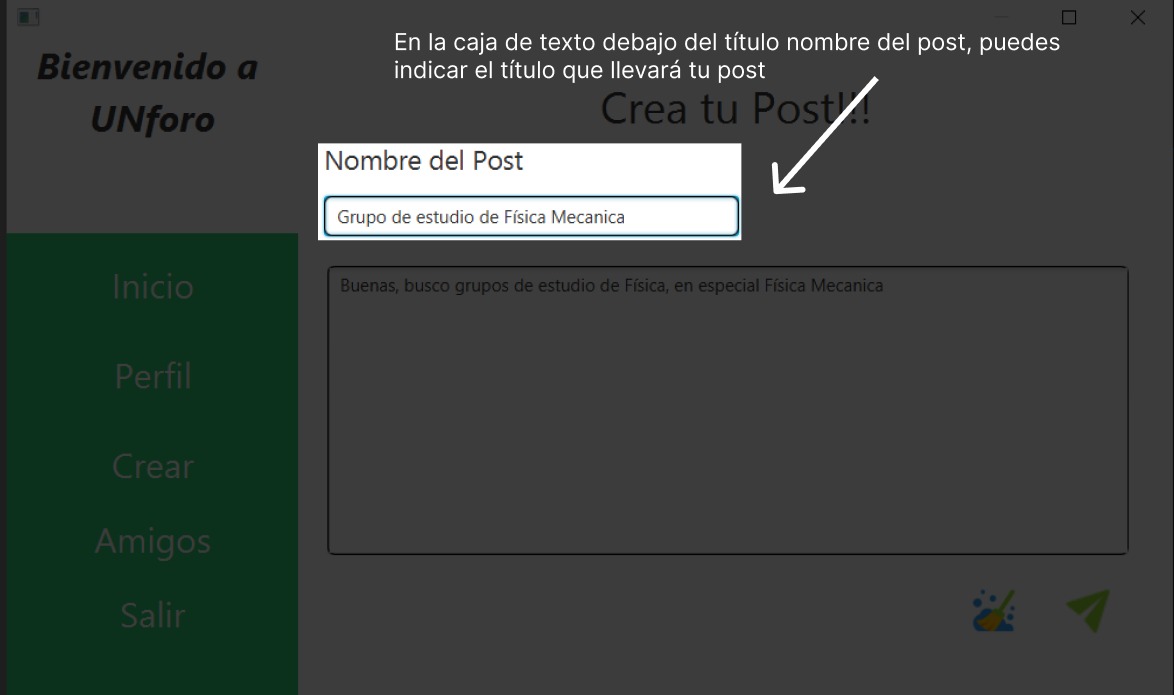 Bienvenido a
UNforo
En la caja de texto debajo del título nombre del post, puedes
indicar el título que llevará tu post
Crea tu Post!!!
Nombre del Post
Grupo de estudio de Física Mecanica
Buenas, busco grupos de estudio de Física, en especial Física Mecanica
Inicio
Perfil
Crear
Amigos
Salir